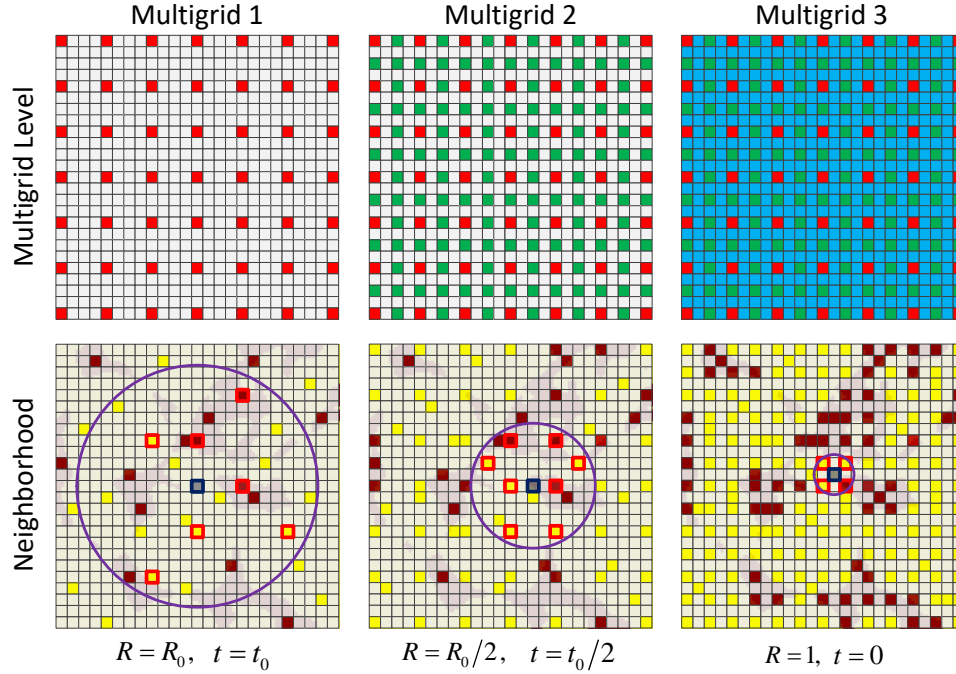 Multigrid 1 Multigrid 2 Multigrid 3
Multigrid Level
Neighborhood
R = R₀, t = t₀ R = R₀/2, t = t₀/2 R = 1, t = 0